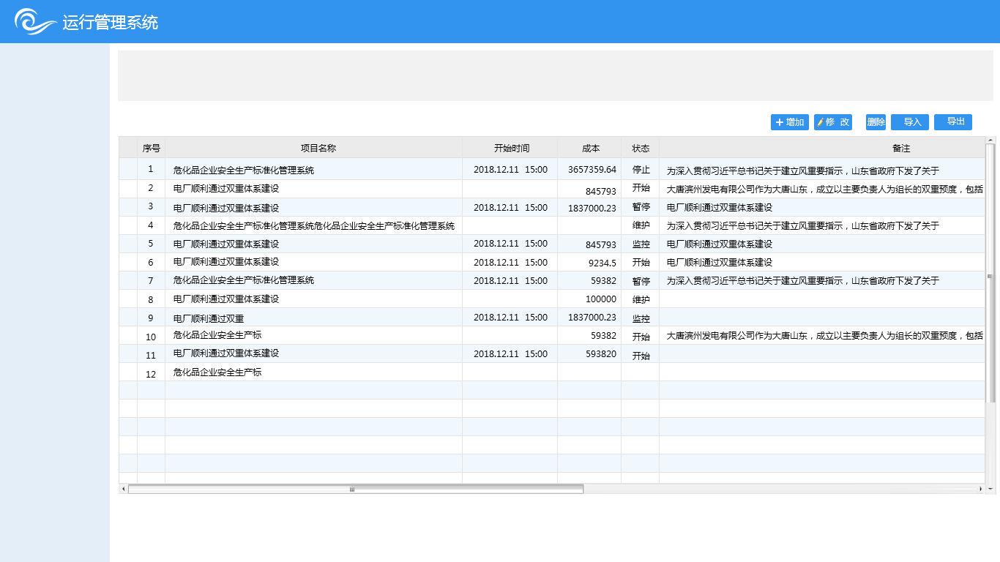 运行管理系统
增加 修 改 删除 导入 导出
序号 项目名称 开始时间 成本 状态 备注
1 危化品企业安全生产标准化管理系统 2018.12.11 15:00 3657359.64 停止 为深入贯彻习近平总书记关于建立风重要指示，山东省政府下发了关于
2 电厂顺利通过双重体系建设 845793 开始 大唐滨州发电有限公司作为大唐山东，成立以主要负责人为组长的双重预度，包括
3 电厂顺利通过双重体系建设 2018.12.11 15:00 1837000.23 暂停 电厂顺利通过双重体系建设
4 危化品企业安全生产标准化管理系统危化品企业安全生产标准化管理系统 维护 为深入贯彻习近平总书记关于建立风重要指示，山东省政府下发了关于
5 电厂顺利通过双重体系建设 2018.12.11 15:00 845793 监控 电厂顺利通过双重体系建设
6 电厂顺利通过双重体系建设 2018.12.11 15:00 9234.5 开始 电厂顺利通过双重体系建设
7 危化品企业安全生产标准化管理系统 2018.12.11 15:00 59382 暂停 为深入贯彻习近平总书记关于建立风重要指示，山东省政府下发了关于
8 电厂顺利通过双重体系建设 100000 维护
9 电厂顺利通过双重 2018.12.11 15:00 1837000.23 监控
10 危化品企业安全生产标 59382 开始 大唐滨州发电有限公司作为大唐山东，成立以主要负责人为组长的双重预度，包括
11 电厂顺利通过双重体系建设 2018.12.11 15:00 593820 开始
12 危化品企业安全生产标